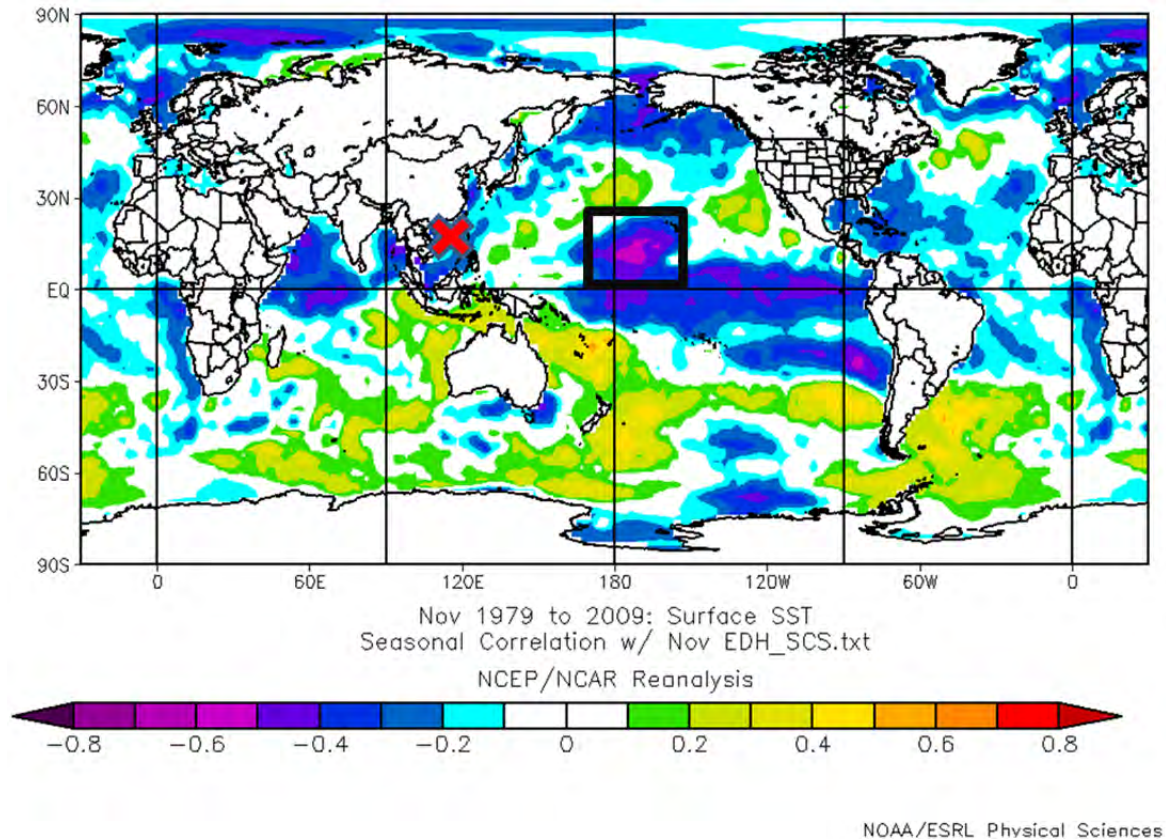 90N
60N
30N
EQ
30S
60S
90S
0 60E 120E 180 120W 60W 0
Nov 1979 to 2009: Surface SST
Seasonal Correlation w/ Nov EDH_SCS.txt
NCEP/NCAR Reanalysis
−0.8 −0.6 −0.4 −0.2 0 0.2 0.4 0.6 0.8
NOAA/ESRL Physical Sciences